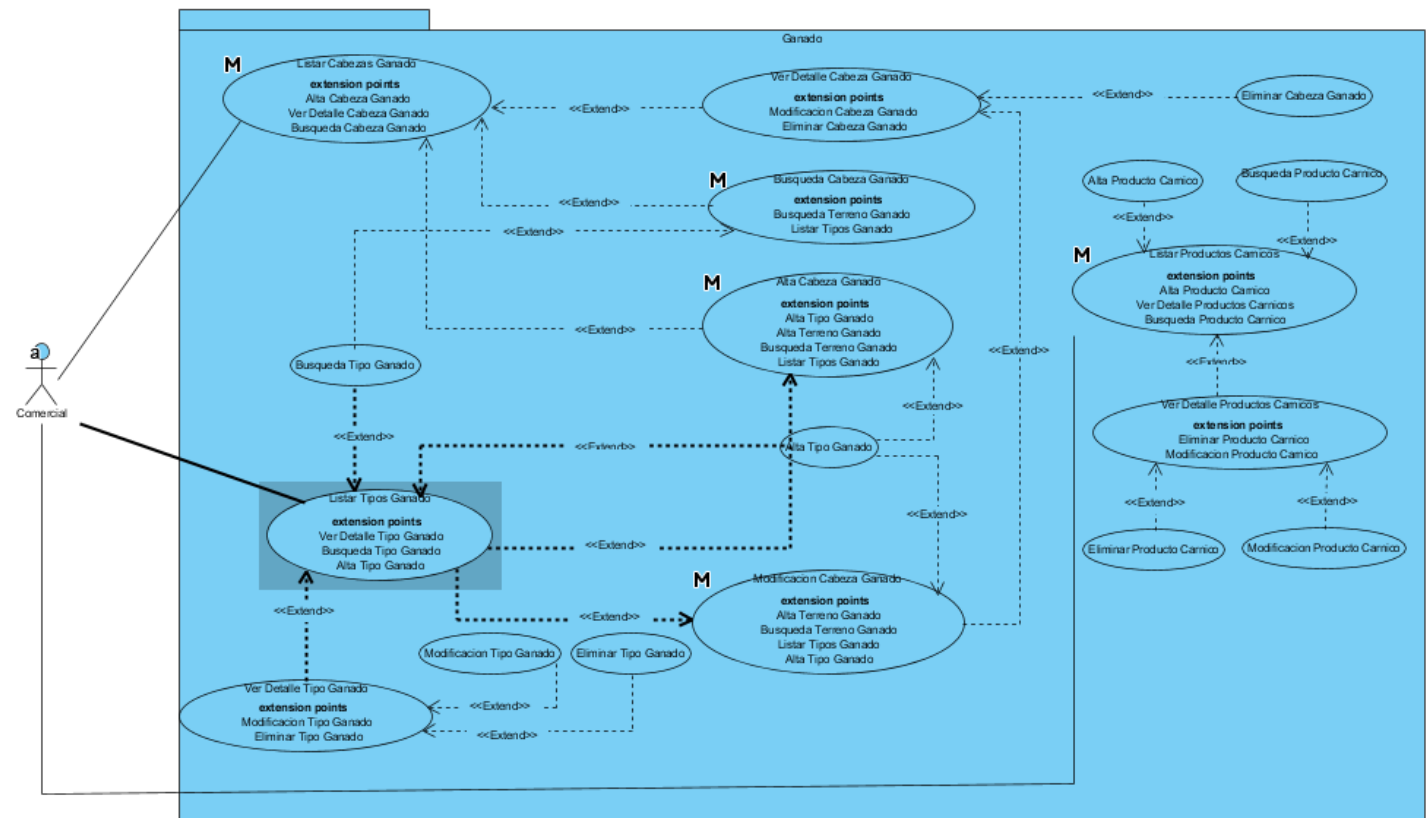 Ganado
M
Listar Cabezas Ganado
extension points
Alta Cabeza Ganado
Ver Detalle Cabeza Ganado
Busqueda Cabeza Ganado
<<Extend>>
Ver Detalle Cabeza Ganado
extension points
Modificacion Cabeza Ganado
Eliminar Cabeza Ganado
<<Extend>>
Eliminar Cabeza Ganado
M
Busqueda Cabeza Ganado
extension points
Busqueda Terreno Ganado
Listar Tipos Ganado
<<Extend>>
<<Extend>>
Alta Producto Carnico
Busqueda Producto Carnico
<<Extend>>
<<Extend>>
M
Listar Productos Carnicos
extension points
Alta Producto Carnico
Ver Detalle Productos Carnicos
Busqueda Producto Carnico
M
Alta Cabeza Ganado
extension points
Alta Tipo Ganado
Alta Terreno Ganado
Busqueda Terreno Ganado
Listar Tipos Ganado
<<Extend>>
<<Extend>>
<<Extend>>
a
Comercial
Busqueda Tipo Ganado
<<Extend>>
<<Extend>>
Alta Tipo Ganado
<<Extend>>
Ver Detalle Productos Carnicos
extension points
Eliminar Producto Carnico
Modificacion Producto Carnico
<<Extend>>
<<Extend>>
Eliminar Producto Carnico
Modificacion Producto Carnico
Listar Tipos Ganado
extension points
Ver Detalle Tipo Ganado
Busqueda Tipo Ganado
Alta Tipo Ganado
<<Extend>>
<<Extend>>
<<Extend>>
<<Extend>>
M
Modificacion Cabeza Ganado
extension points
Alta Terreno Ganado
Busqueda Terreno Ganado
Listar Tipos Ganado
Alta Tipo Ganado
Modificacion Tipo Ganado
Eliminar Tipo Ganado
Ver Detalle Tipo Ganado
extension points
Modificacion Tipo Ganado
Eliminar Tipo Ganado
<<Extend>>
<<Extend>>